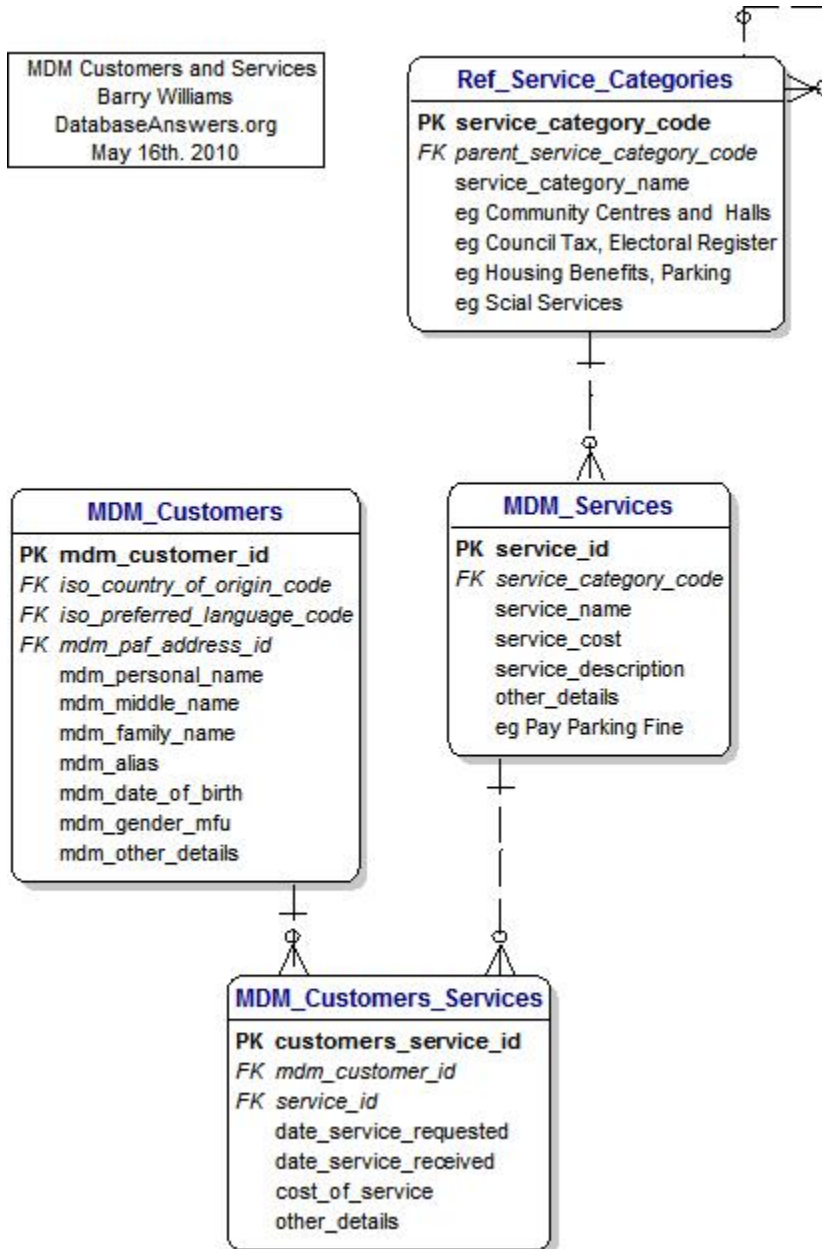 MDM Customers and Services
Barry Williams
DatabaseAnswers.org
May 16th. 2010
Ref_Service_Categories
PK service_category_code
FK parent_service_category_code
service_category_name
eg Community Centres and Halls
eg Council Tax, Electoral Register
eg Housing Benefits, Parking
eg Scial Services
MDM_Customers
PK mdm_customer_id
FK iso_country_of_origin_code
FK iso_preferred_language_code
FK mdm_paf_address_id
mdm_personal_name
mdm_middle_name
mdm_family_name
mdm_alias
mdm_date_of_birth
mdm_gender_mfu
mdm_other_details
MDM_Services
PK service_id
FK service_category_code
service_name
service_cost
service_description
other_details
eg Pay Parking Fine
MDM_Customers_Services
PK customers_service_id
FK mdm_customer_id
FK service_id
date_service_requested
date_service_received
cost_of_service
other_details